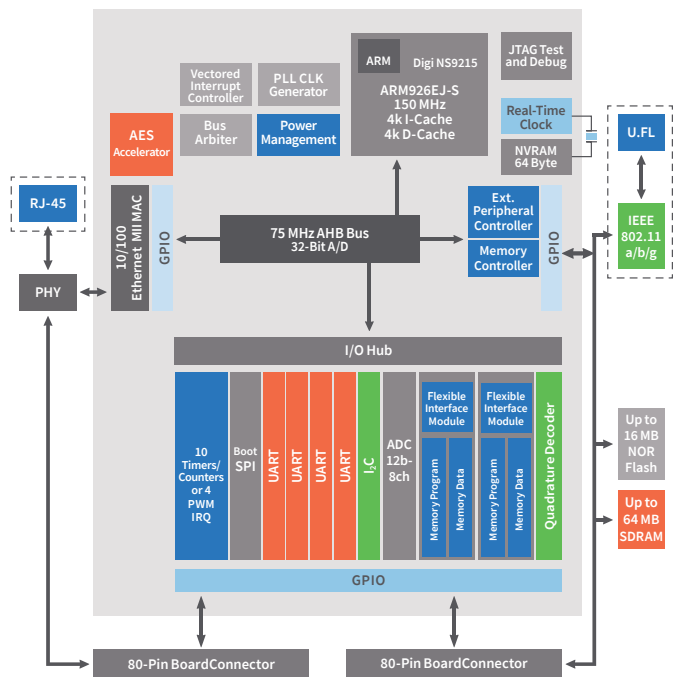 ARM
Digi NS9215
ARM926EJ-S
150 MHz
4k I-Cache
4k D-Cache
JTAG Test
and Debug
Vectored
Interrupt
Controller
PLL CLK
Generator
Real-Time
Clock
U.FL
AES
Accelerator
Bus
Arbiter
Power
Management
NVRAM
64 Byte
RJ-45
10/100
Ethernet MII MAC
GPIO
75 MHz AHB Bus
32-Bit A/D
Ext.
Peripheral
Controller
Memory
Controller
GPIO
IEEE
802.11
a/b/g
PHY
I/O Hub
10
Timers/
Counters
or 4
PWM
IRQ
Boot
SPI
UART
UART
UART
UART
I2C
ADC
12b-
8ch
Flexible
Interface
Module
Memory Program
Memory Data
Flexible
Interface
Module
Memory Program
Memory Data
Quadrature Decoder
Up to
16 MB
NOR
Flash
Up to
64 MB
SDRAM
GPIO
80-Pin BoardConnector
80-Pin BoardConnector